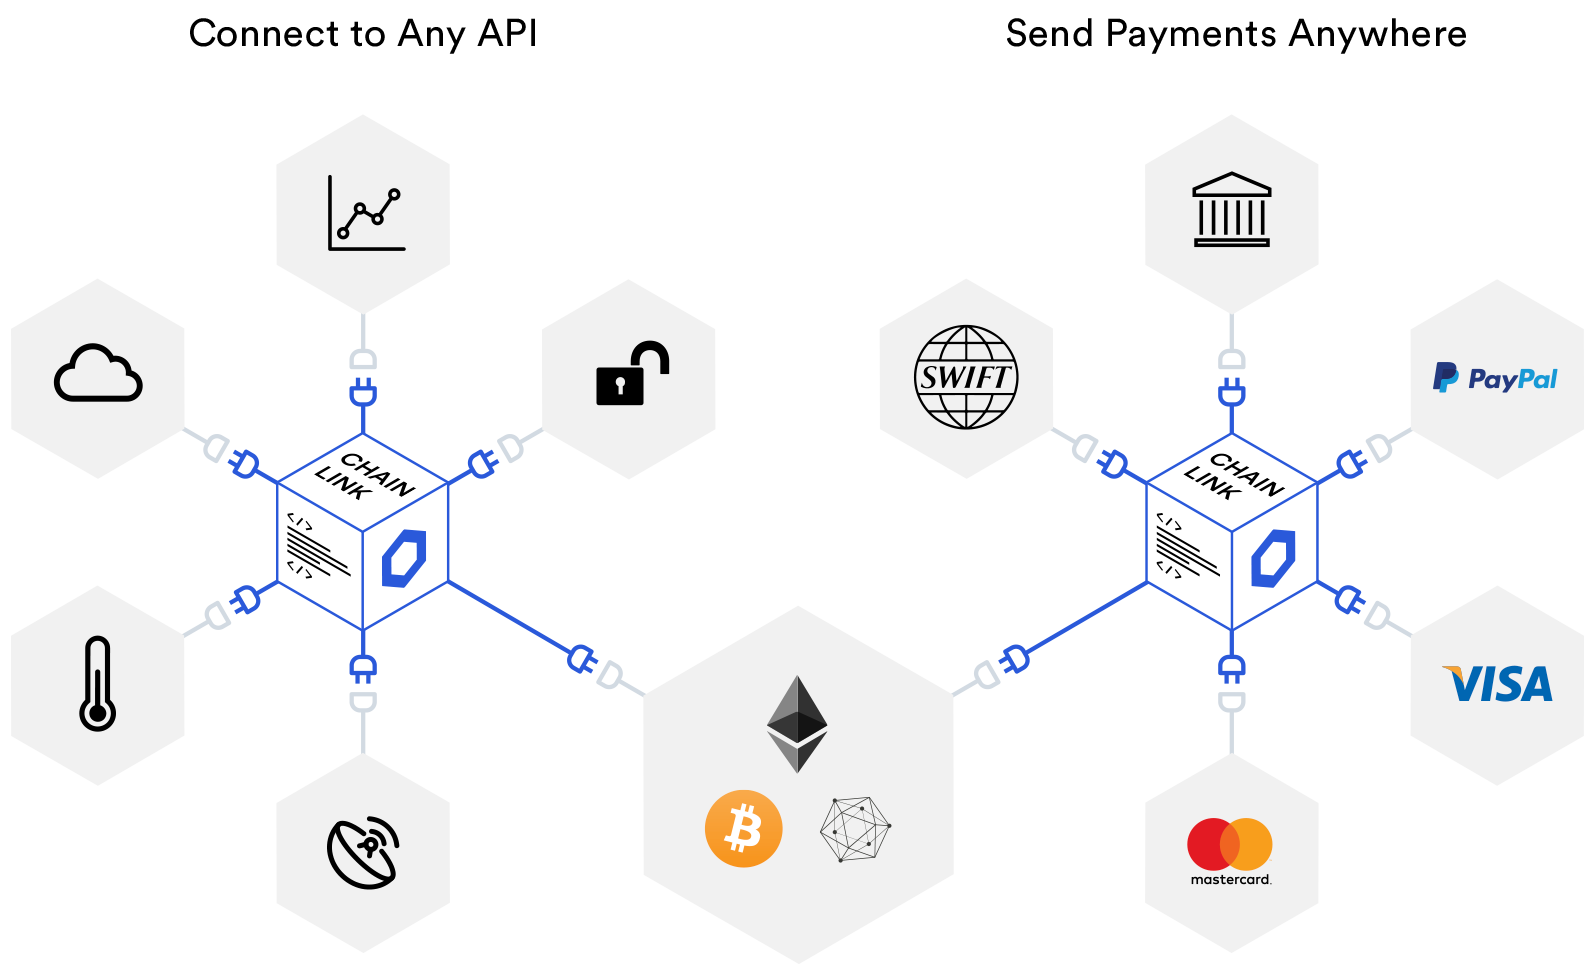 Connect to Any API
Send Payments Anywhere
SWIFT
PayPal
CHAIN
LINK
</>
</>
CHAIN
LINK
</>
</>
VISA
mastercard.